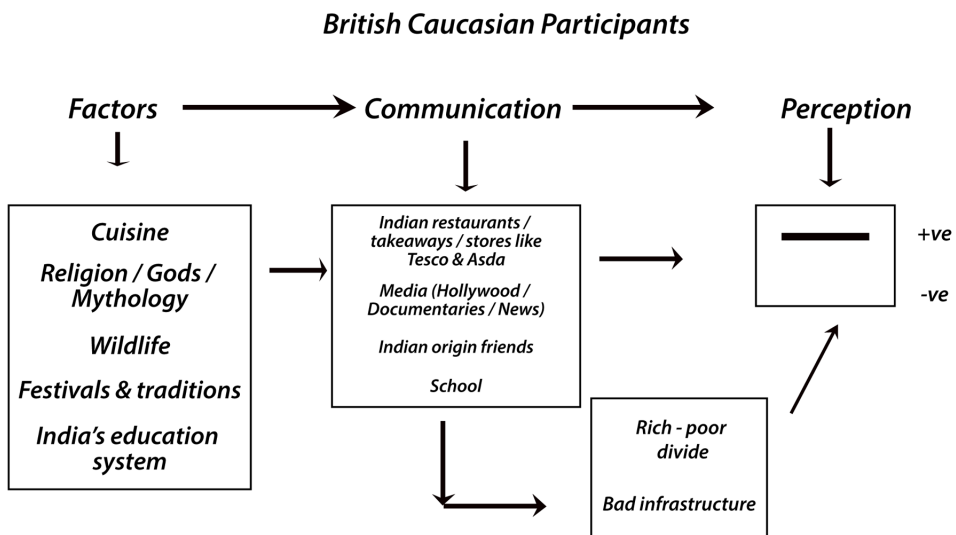 British Caucasian Participants
Factors
Communication
Perception
Cuisine
Religion / Gods /
Mythology
Wildlife
Festivals & traditions
India's education
system
Indian restaurants /
takeaways / stores like
Tesco & Asda
Media (Hollywood /
Documentaries / News)
Indian origin friends
School
+ve
-ve
Rich - poor
divide
Bad infrastructure